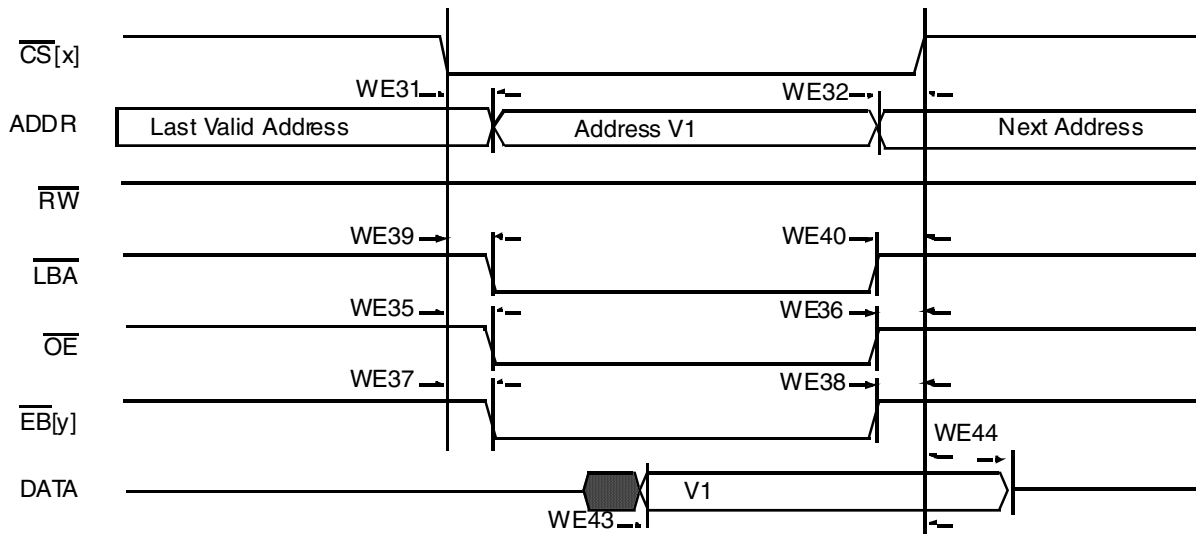 CS[x]
WE31
WE32
ADDR
Last Valid Address
Address V1
Next Address
RW
WE39
WE40
LBA
WE35
WE36
OE
WE37
WE38
EB[y]
WE44
DATA
V1
WE43